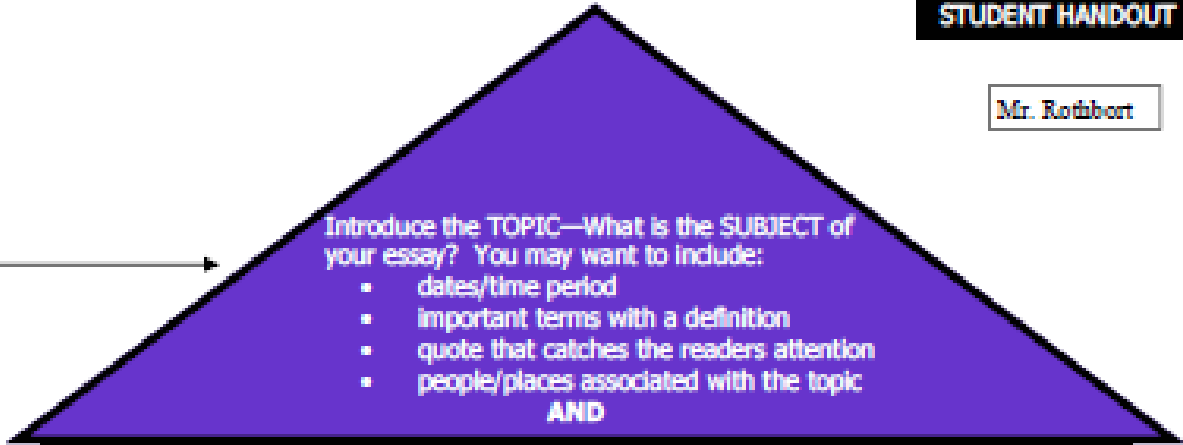 STUDENT HANDOUT
Mr. Rothbort
Introduce the TOPIC—What is the SUBJECT of
your essay? You may want to include:
• dates/time period
• important terms with a definition
• quote that catches the readers attention
• people/places associated with the topic
AND